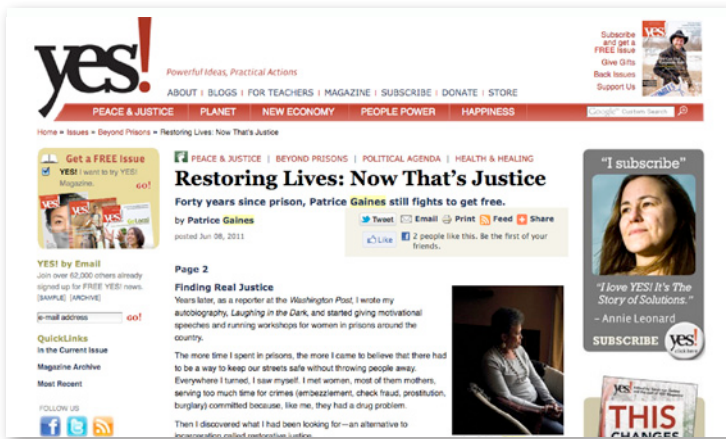 yes!
Powerful Ideas, Practical Actions
Subscribe
and get a
FREE Issue
Give Gifts
Back Issues
Support Us
ABOUT | BLOGS | FOR TEACHERS | MAGAZINE | SUBSCRIBE | DONATE | STORE
PEACE & JUSTICE PLANET NEW ECONOMY PEOPLE POWER HAPPINESS
Google™ Custom Search
Home » Issues » Beyond Prisons » Restoring Lives: Now That's Justice
Get a FREE Issue
YES! I want to try YES!
Magazine. GO!
YES! by Email
Join over 62,000 others already
signed up for FREE YES! news.
[SAMPLE] [ARCHIVE]
e-mail address go!
QuickLinks
In the Current Issue
Magazine Archive
Most Recent
FOLLOW US
PEACE & JUSTICE | BEYOND PRISONS | POLITICAL AGENDA | HEALTH & HEALING
Restoring Lives: Now That's Justice
Forty years since prison, Patrice Gaines still fights to get free.
by Patrice Gaines
posted Jun 08, 2011
Tweet Email Print Feed Share
Like 2 people like this. Be the first of your
friends.
Page 2
Finding Real Justice
Years later, as a reporter at the Washington Post, I wrote my
autobiography, Laughing in the Dark, and started giving motivational
speeches and running workshops for women in prisons around the
country.
The more time I spent in prisons, the more I came to believe that there had
to be a way to keep our streets safe without throwing people away.
Everywhere I turned, I saw myself. I met women, most of them mothers,
serving too much time for crimes (embezzlement, check fraud, prostitution,
burglary) committed because, like me, they had a drug problem.
Then I discovered what I had been looking for—an alternative to
incarceration called restorative justice
"I subscribe"
"I love YES! It's The
Story of Solutions."
– Annie Leonard
SUBSCRIBE yes!
click here
yes!
THIS
CHANGES